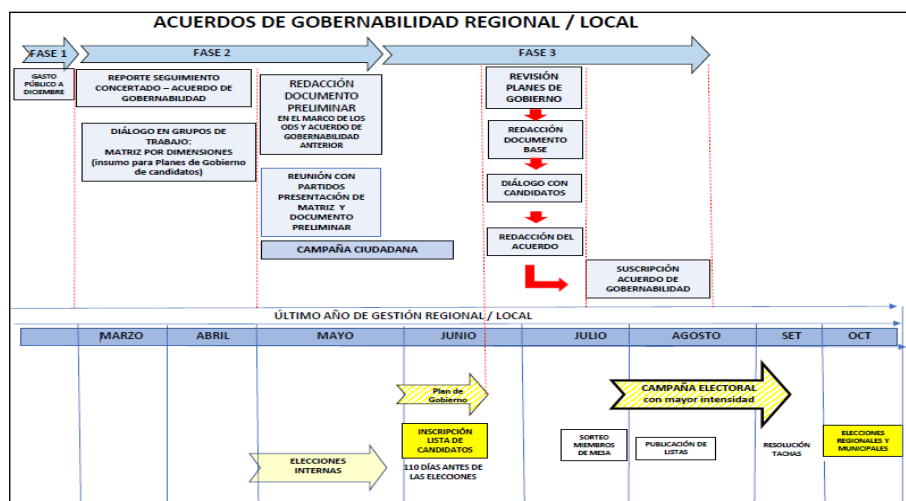 ACUERDOS DE GOBERNABILIDAD REGIONAL / LOCAL
FASE 1
FASE 2
FASE 3
GASTO
PÚBLICO A
DICIEMBRE
REPORTE SEGUIMIENTO
CONCERTADO – ACUERDO DE
GOBERNABILIDAD
DIÁLOGO EN GRUPOS DE
TRABAJO:
MATRIZ POR DIMENSIONES
(insumo para Planes de Gobierno
de candidatos)
REDACCIÓN
DOCUMENTO
PRELIMINAR
EN EL MARCO DE LOS
ODS Y ACUERDO DE
GOBERNABILIDAD
ANTERIOR
REUNIÓN CON
PARTIDOS
PRESENTACIÓN DE
MATRIZ Y
DOCUMENTO
PRELIMINAR
CAMPAÑA CIUDADANA
REVISIÓN
PLANES DE
GOBIERNO
REDACCIÓN
DOCUMENTO
BASE
DIÁLOGO CON
CANDIDATOS
REDACCIÓN DEL
ACUERDO
SUSCRIPCIÓN
ACUERDO DE
GOBERNABILIDAD
ÚLTIMO AÑO DE GESTIÓN REGIONAL / LOCAL
MARZO
ABRIL
MAYO
JUNIO
JULIO
AGOSTO
SET
OCT
Plan de
Gobierno
CAMPAÑA ELECTORAL
con mayor intensidad
INSCRIPCIÓN
LISTA DE
CANDIDATOS
110 DÍAS ANTES DE
LAS ELECCIONES
ELECCIONES
INTERNAS
SORTEO
MIEMBROS
DE MESA
PUBLICACIÓN DE
LISTAS
RESOLUCIÓN
TACHAS
ELECCIONES
REGIONALES Y
MUNICIPALES